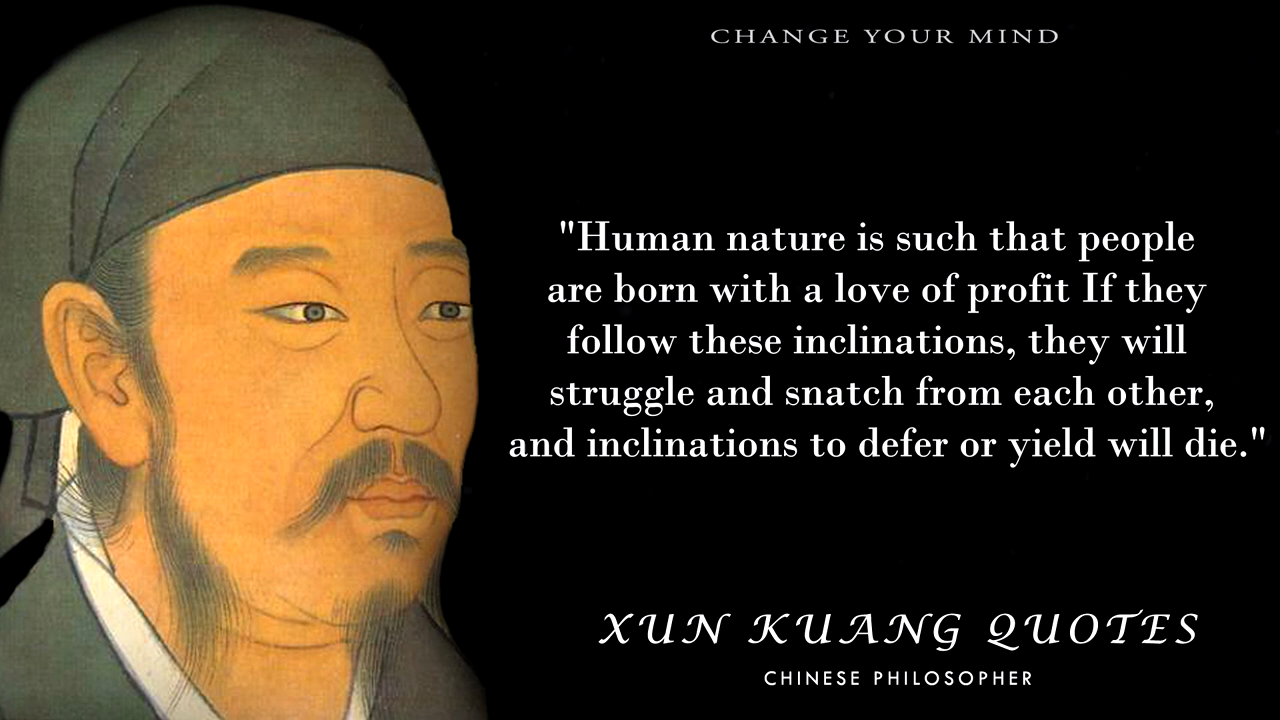 CHANGE YOUR MIND
"Human nature is such that people
are born with a love of profit If they
follow these inclinations, they will
struggle and snatch from each other,
and inclinations to defer or yield will die."
XUN KUANG QUOTES
CHINESE PHILOSOPHER